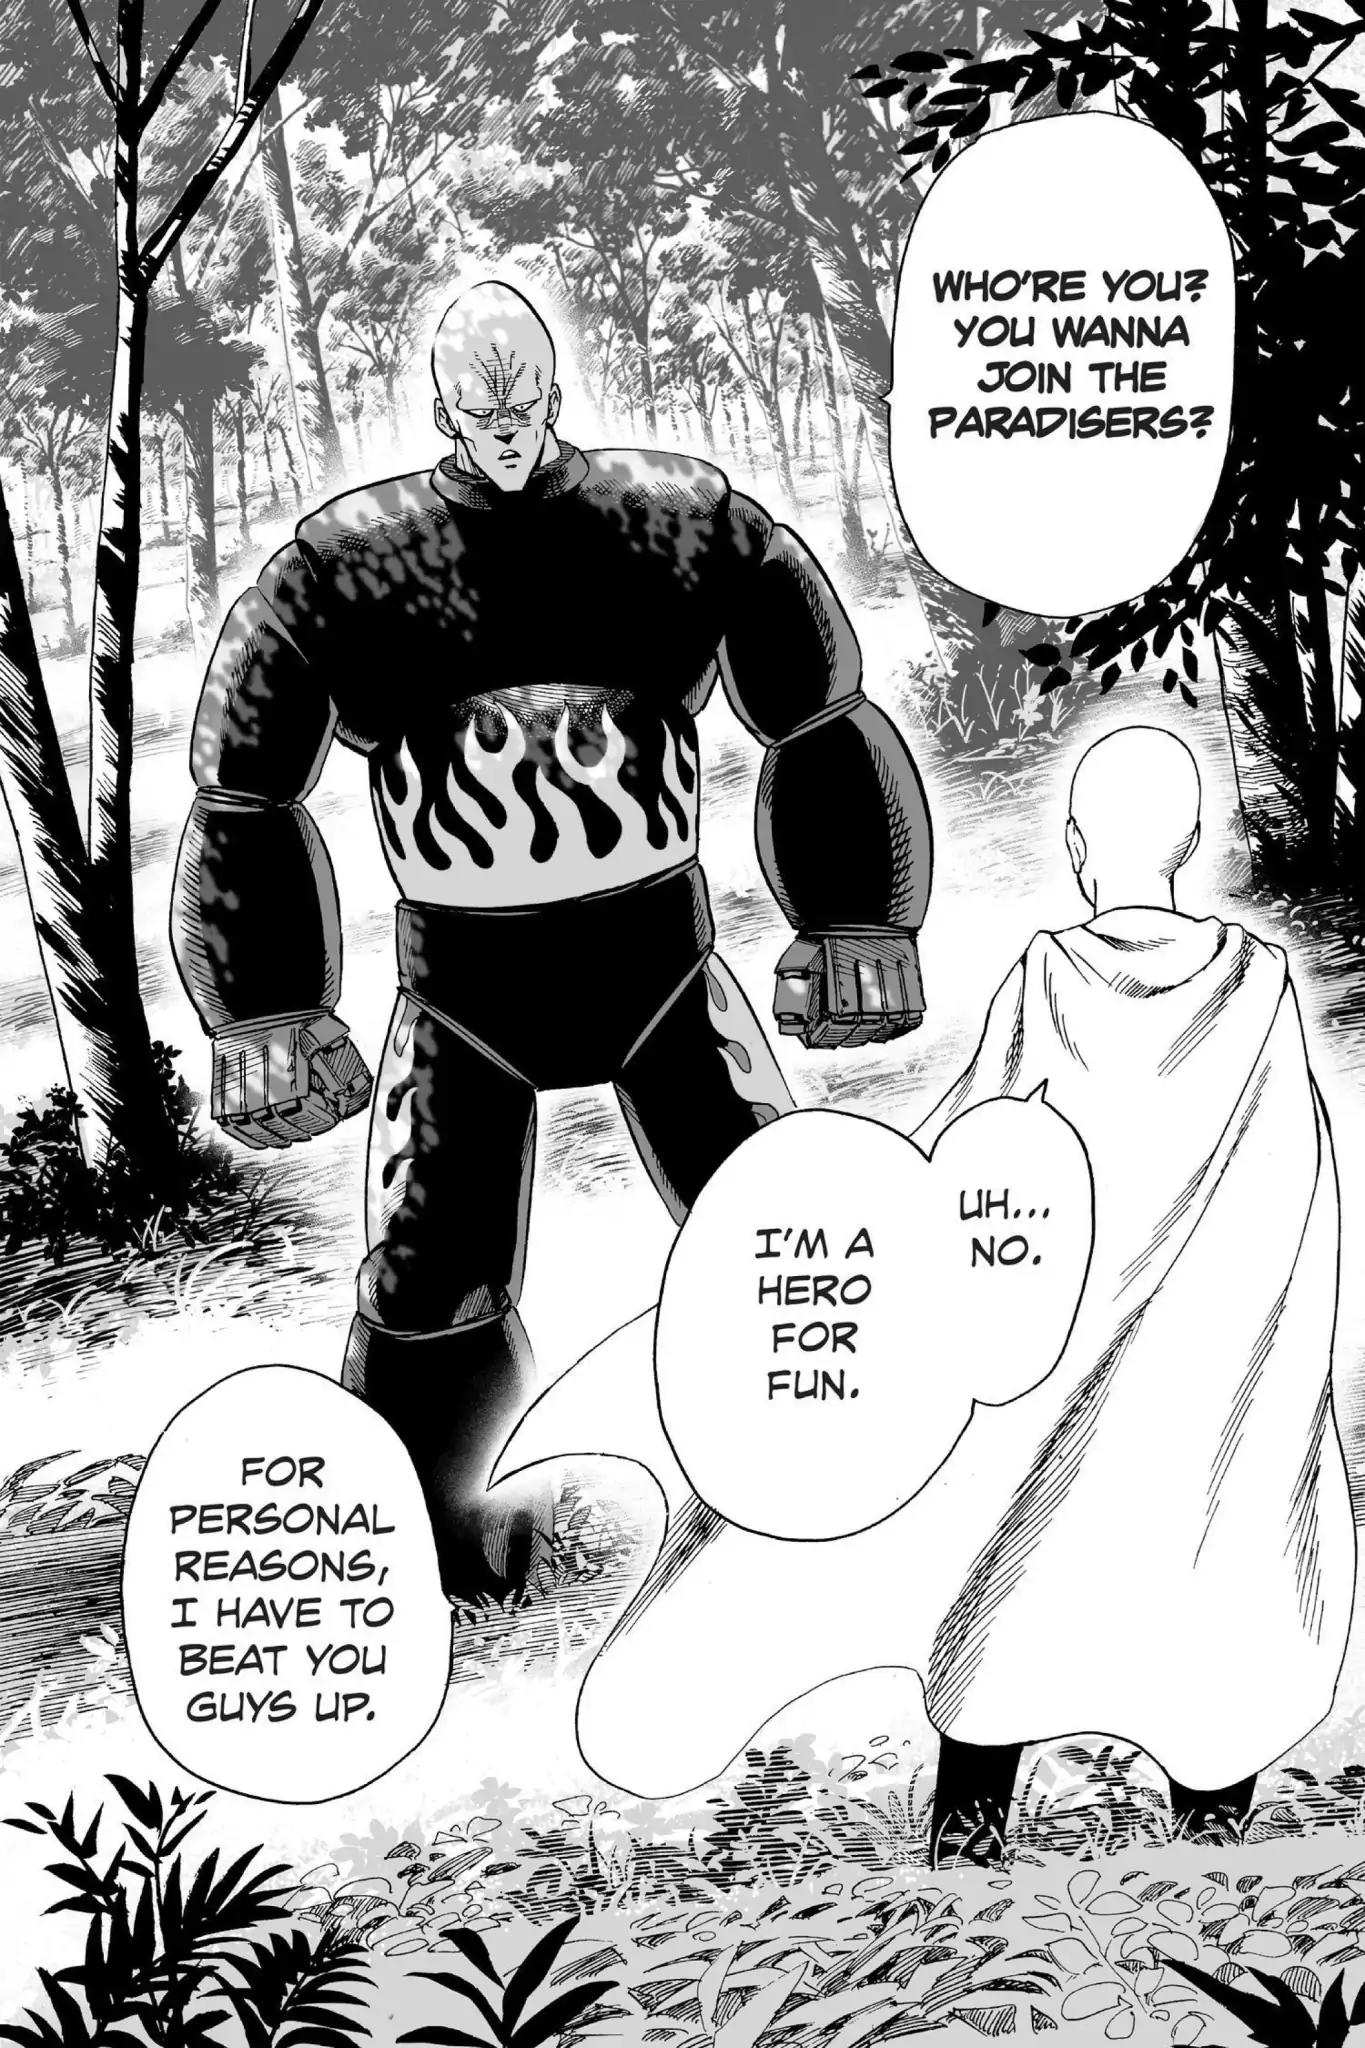 WHO'RE YOU?
YOU WANNA
JOIN THE
PARADISERS?
UH...
NO.
I'M A
HERO
FOR
FUN.
FOR
PERSONAL
REASONS,
I HAVE TO
BEAT YOU
GUYS UP.